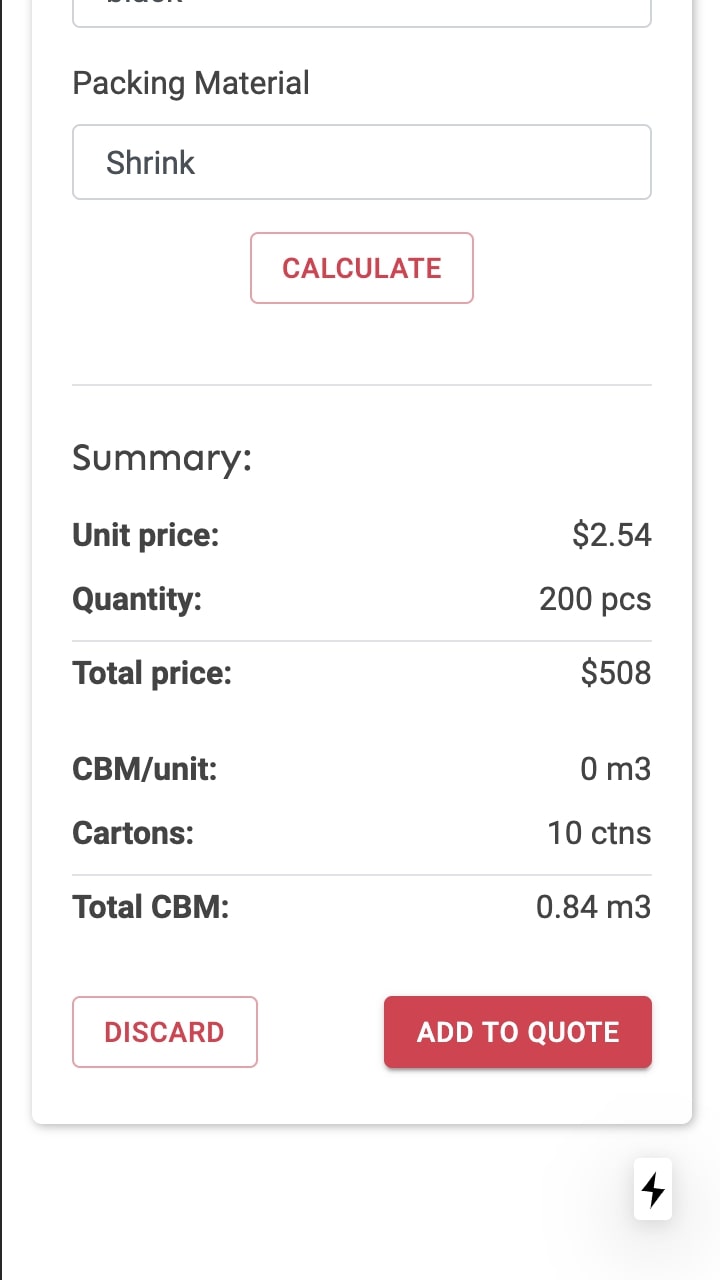 Packing Material
Shrink
CALCULATE
Summary:
Unit price: $2.54
Quantity: 200 pcs
Total price: $508
CBM/unit: 0 m3
Cartons: 10 ctns
Total CBM: 0.84 m3
DISCARD ADD TO QUOTE